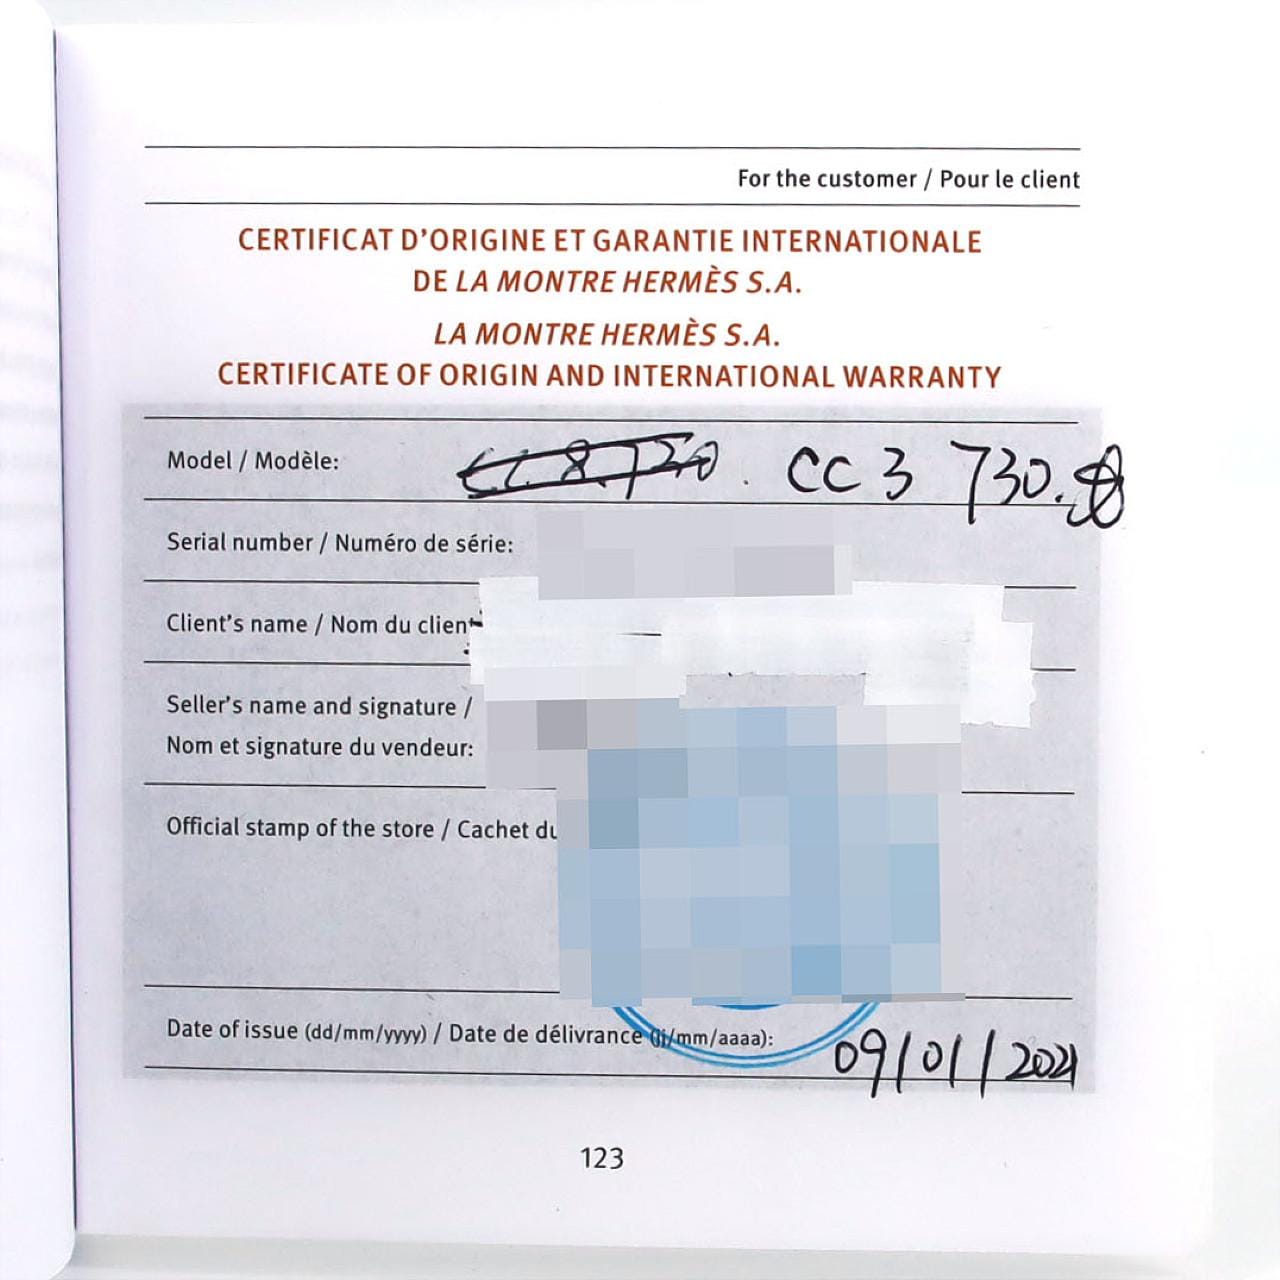 For the customer / Pour le client
CERTIFICAT D'ORIGINE ET GARANTIE INTERNATIONALE
DE LA MONTRE HERMÈS S.A.
LA MONTRE HERMÈS S.A.
CERTIFICATE OF ORIGIN AND INTERNATIONAL WARRANTY
Model / Modèle: CC3 730.
Serial number / Numéro de série:
Client's name / Nom du client
Seller's name and signature /
Nom et signature du vendeur:
Official stamp of the store / Cachet du
Date of issue (dd/mm/yyyy) / Date de délivrance (jj/mm/aaaa): 09/01/2021
123